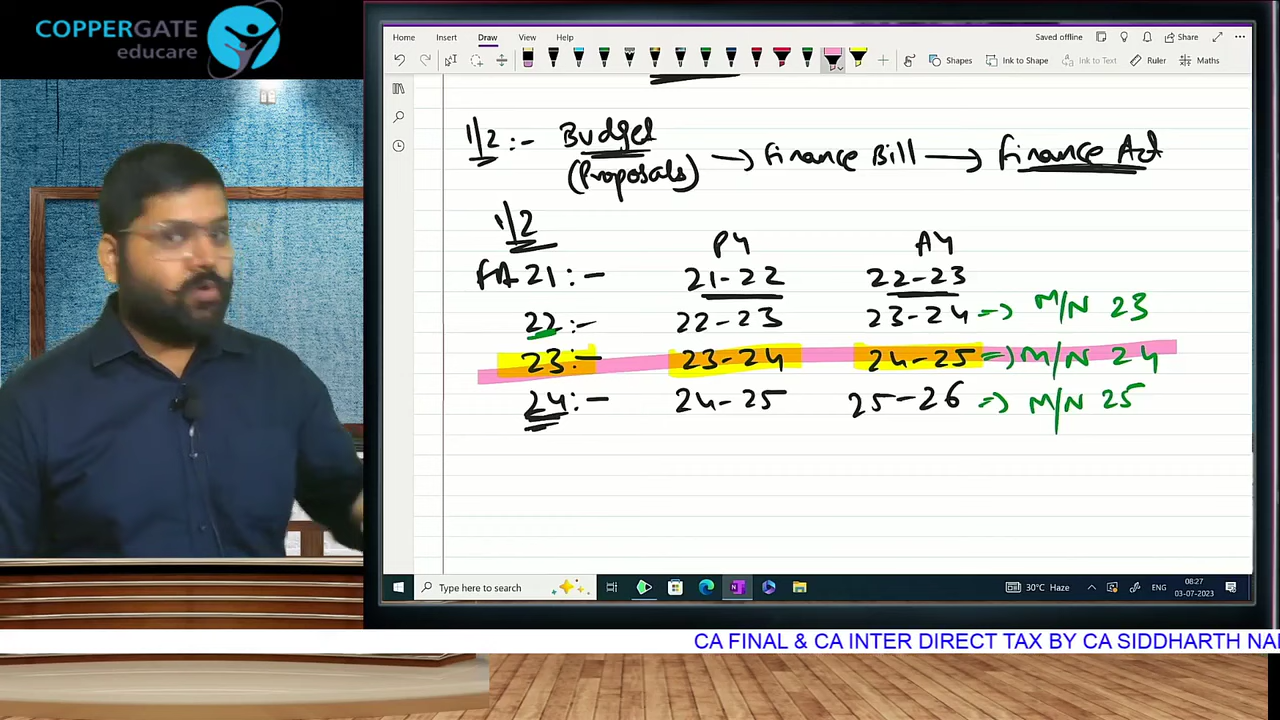 COPPERGATE
educare
Home Insert Draw View Help
Saved offline
Share
Shapes Ink to Shape Ink to Text Ruler Maths
1/2 :- Budget
(Proposals) → Finance Bill → Finance Act
1/2
PY AY
FA 21 :- 21-22 22-23
22 :- 22-23 23-24 => M/N 23
23 :- 23-24 24-25 => M/N 24
24 :- 24-25 25-26 => M/N 25
Type here to search
30°C Haze
ENG
08:27
03-07-2023
CA FINAL & CA INTER DIRECT TAX BY CA SIDDHARTH NA